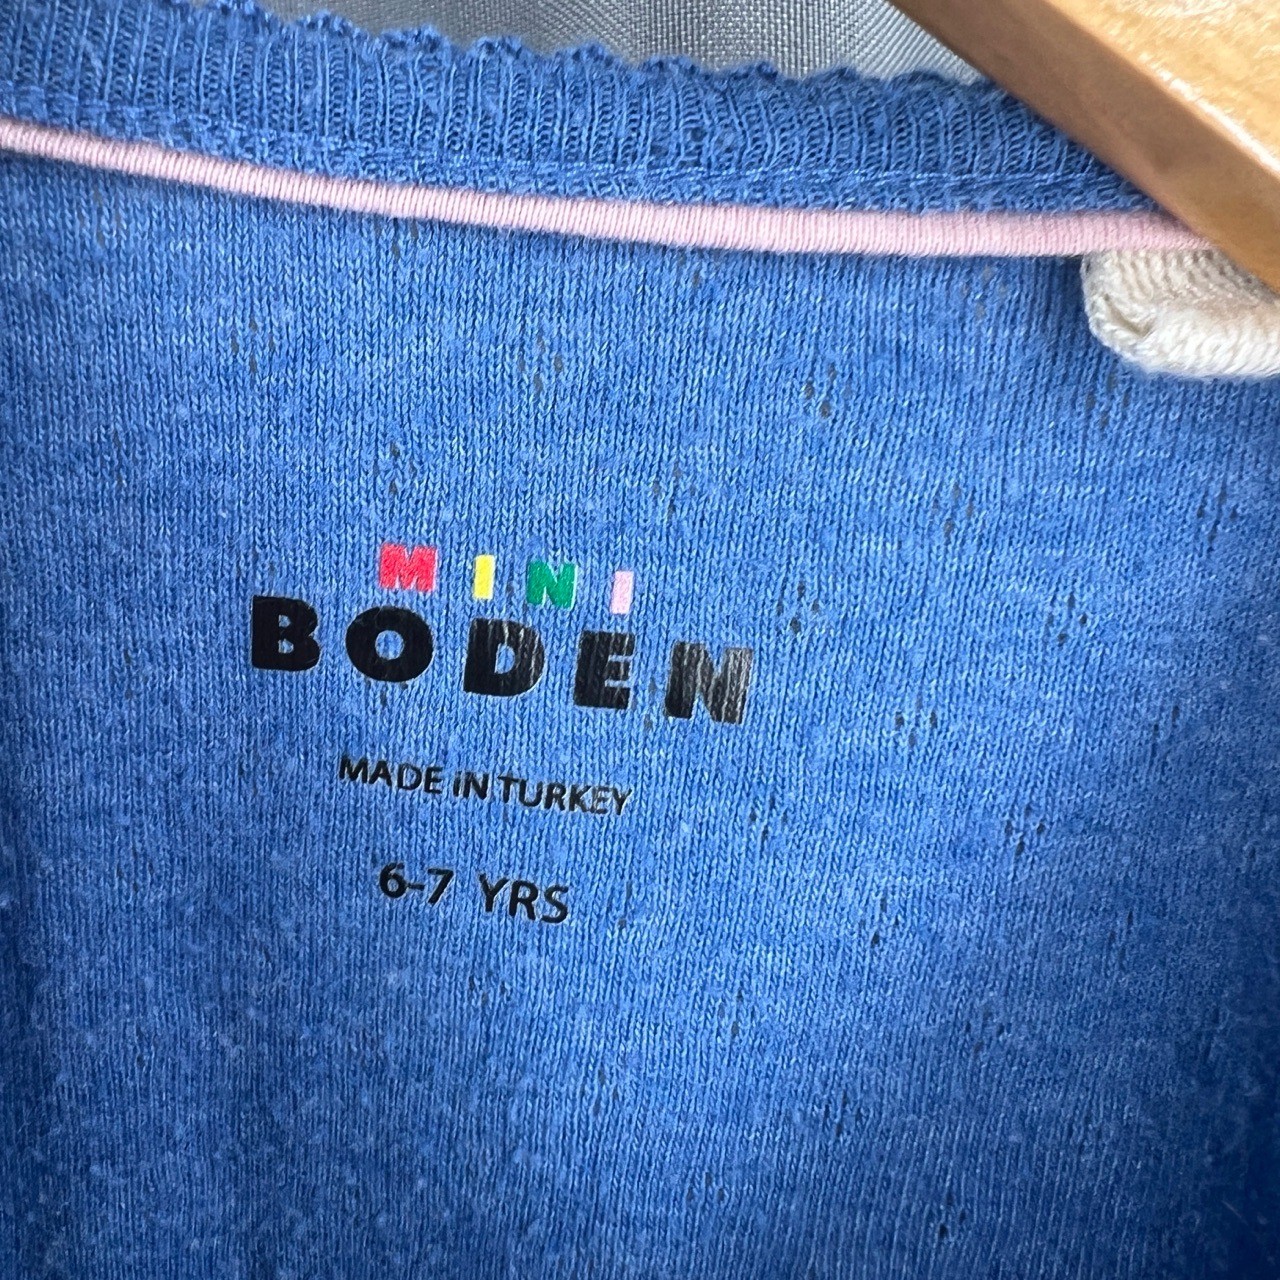 MINI
BODEN
MADE iN TURKEY
6-7 YRS